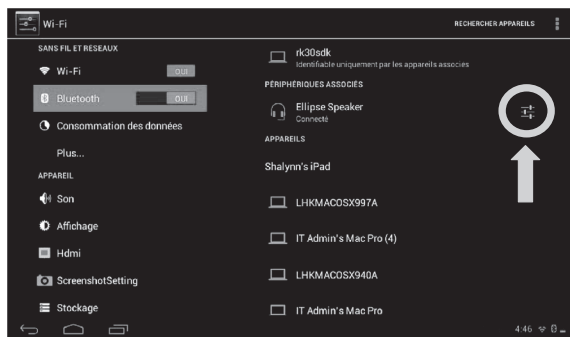 Wi-Fi
RECHERCHER APPAREILS
SANS FIL ET RESEAUX
Wi-Fi
OUI
Bluetooth
OUI
Consommation des données
Plus...
APPAREIL
Son
Affichage
Hdmi
ScreenshotSetting
Stockage
rk30sdk
Identifiable uniquement par les appareils associés
PÉRIPHÉRIQUES ASSOCIÉS
Ellipse Speaker
Connecté
APPAREILS
Shalynn's iPad
LHKMACOSX997A
IT Admin's Mac Pro (4)
LHKMACOSX940A
IT Admin's Mac Pro
4:46